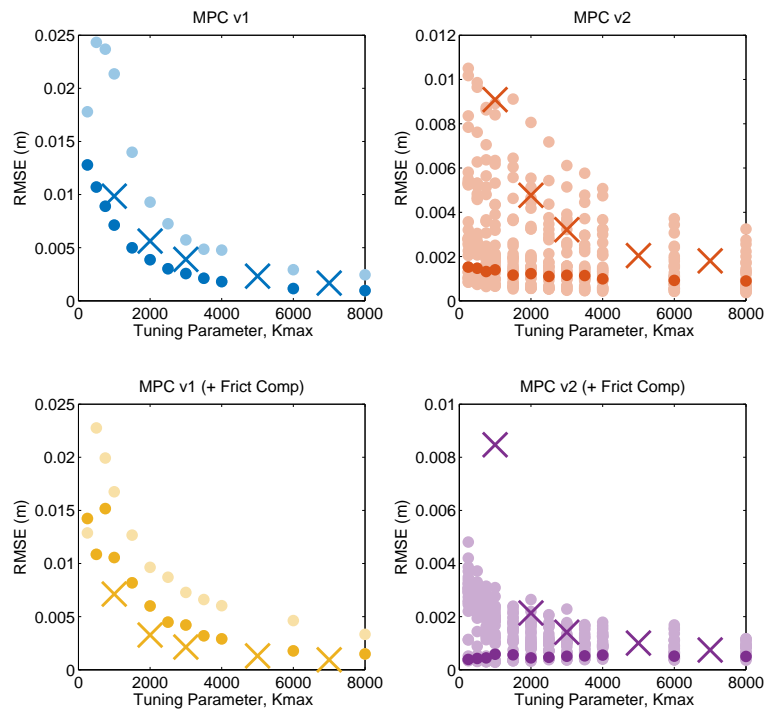 MPC v1
0.025
0.02
0.015
0.01
0.005
0
RMSE (m)
0 2000 4000 6000 8000
Tuning Parameter, Kmax
MPC v2
0.012
0.01
0.008
0.006
0.004
0.002
0
RMSE (m)
0 2000 4000 6000 8000
Tuning Parameter, Kmax
MPC v1 (+ Frict Comp)
0.025
0.02
0.015
0.01
0.005
0
RMSE (m)
0 2000 4000 6000 8000
Tuning Parameter, Kmax
MPC v2 (+ Frict Comp)
0.01
0.008
0.006
0.004
0.002
0
RMSE (m)
0 2000 4000 6000 8000
Tuning Parameter, Kmax